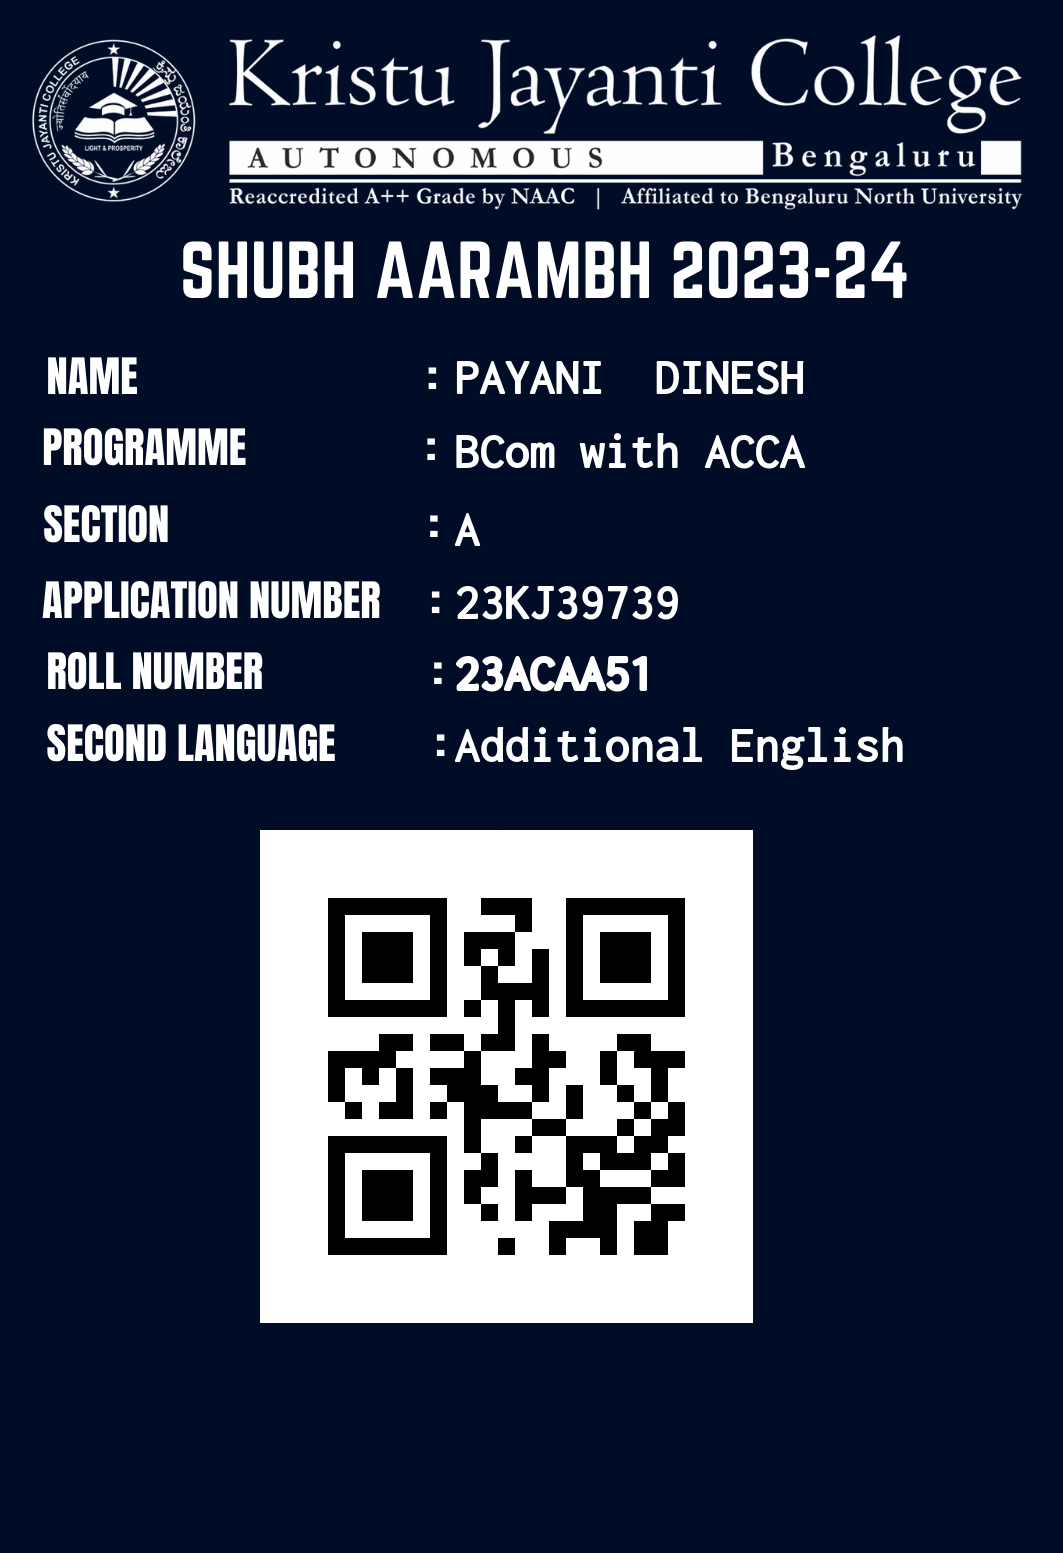 Kristu Jayanti College
AUTONOMOUS Bengaluru
Reaccredited A++ Grade by NAAC | Affiliated to Bengaluru North University
KRISTU JAYANTI COLLEGE
LIGHT & PROSPERITY
SHUBH AARAMBH 2023-24
NAME : PAYANI DINESH
PROGRAMME : BCom with ACCA
SECTION : A
APPLICATION NUMBER : 23KJ39739
ROLL NUMBER : 23ACAA51
SECOND LANGUAGE : Additional English